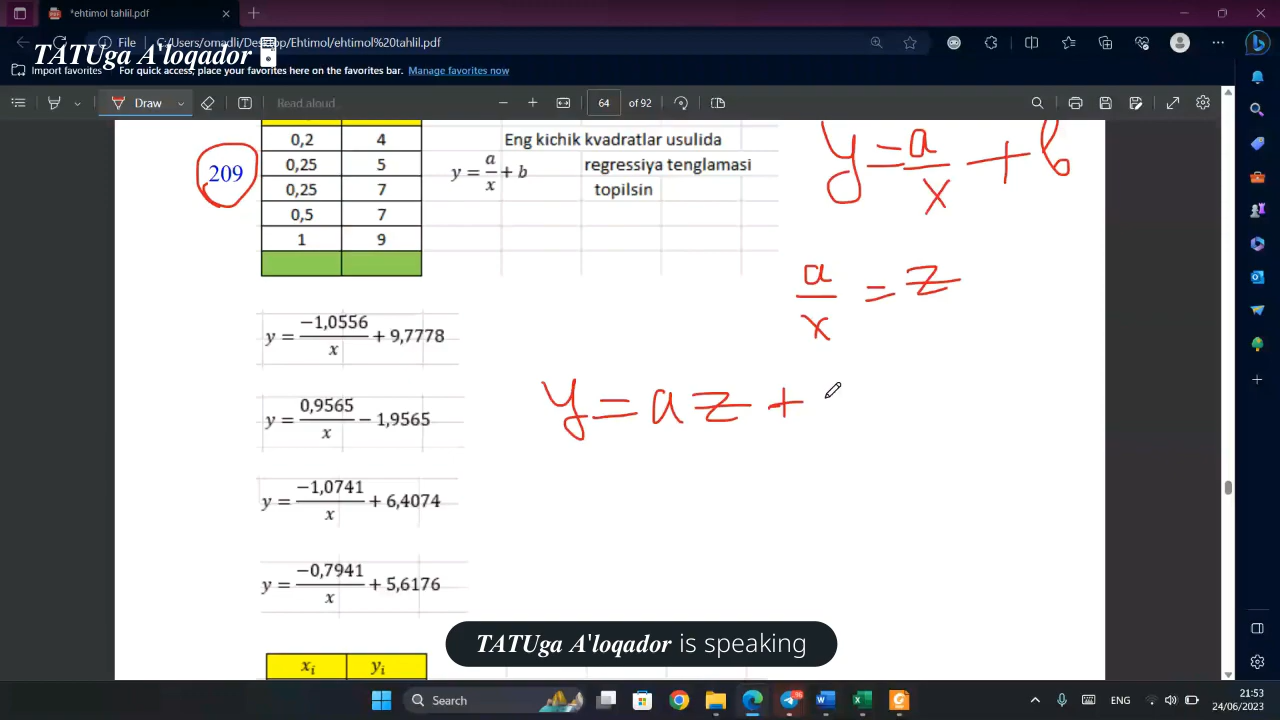 *ehtimol tahlil.pdf
File C:/Users/omadli/Desktop/Ehtimol/ehtimol%20tahlil.pdf
TATUga A'loqador
Import favorites For quick access, place your favorites here on the favorites bar. Manage favorites now
Draw Read aloud 64 of 92
0,2 4 Eng kichik kvadratlar usulida
0,25 5 y = a/x + b regressiya tenglamasi
0,25 7 topilsin
0,5 7
1 9
209
y = a/x + b
a/x = z
y = −1,0556/x + 9,7778
y = az +
y = 0,9565/x − 1,9565
y = −1,0741/x + 6,4074
y = −0,7941/x + 5,6176
TATUga A'loqador is speaking
xᵢ yᵢ
Search
ENG
21:53
24/06/2023